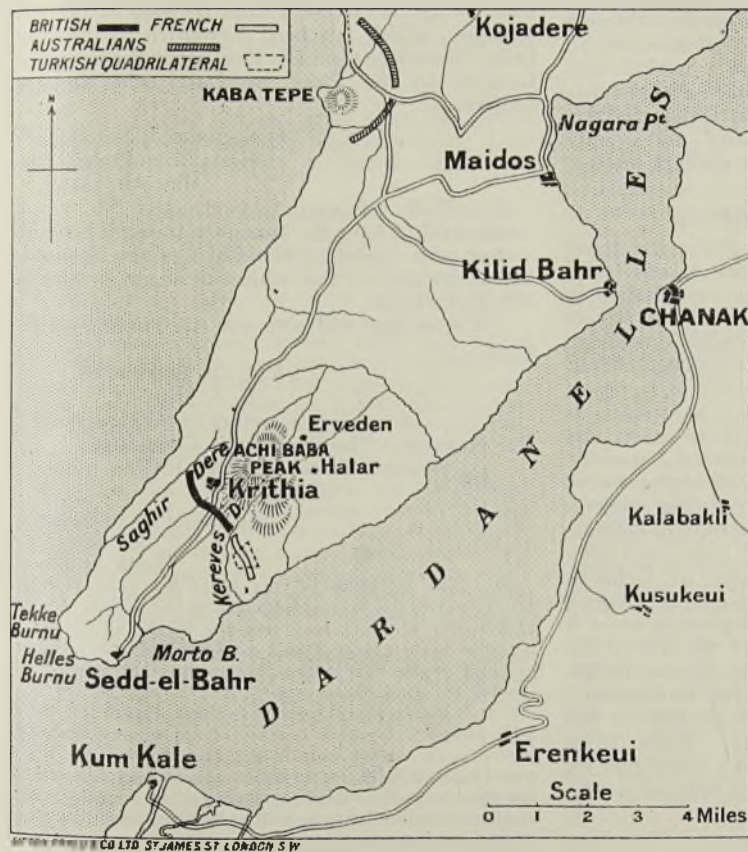 BRITISH FRENCH
AUSTRALIANS
TURKISH QUADRILATERAL
N
Kojadere
KABA TEPE
Nagara Pt.
Maidos
Kilid Bahr
CHANAK
DARDANELLES
Erveden
ACHI BABA
PEAK
Halar
Krithia
Saghir Dere
Kereves D.
Kalabakli
Kusukeui
Tekke
Burnu
Helles
Burnu
Morto B.
Sedd-el-Bahr
Kum Kale
Erenkeui
Scale
0 1 2 3 4 Miles
CO LTD ST JAMES ST LONDON S W